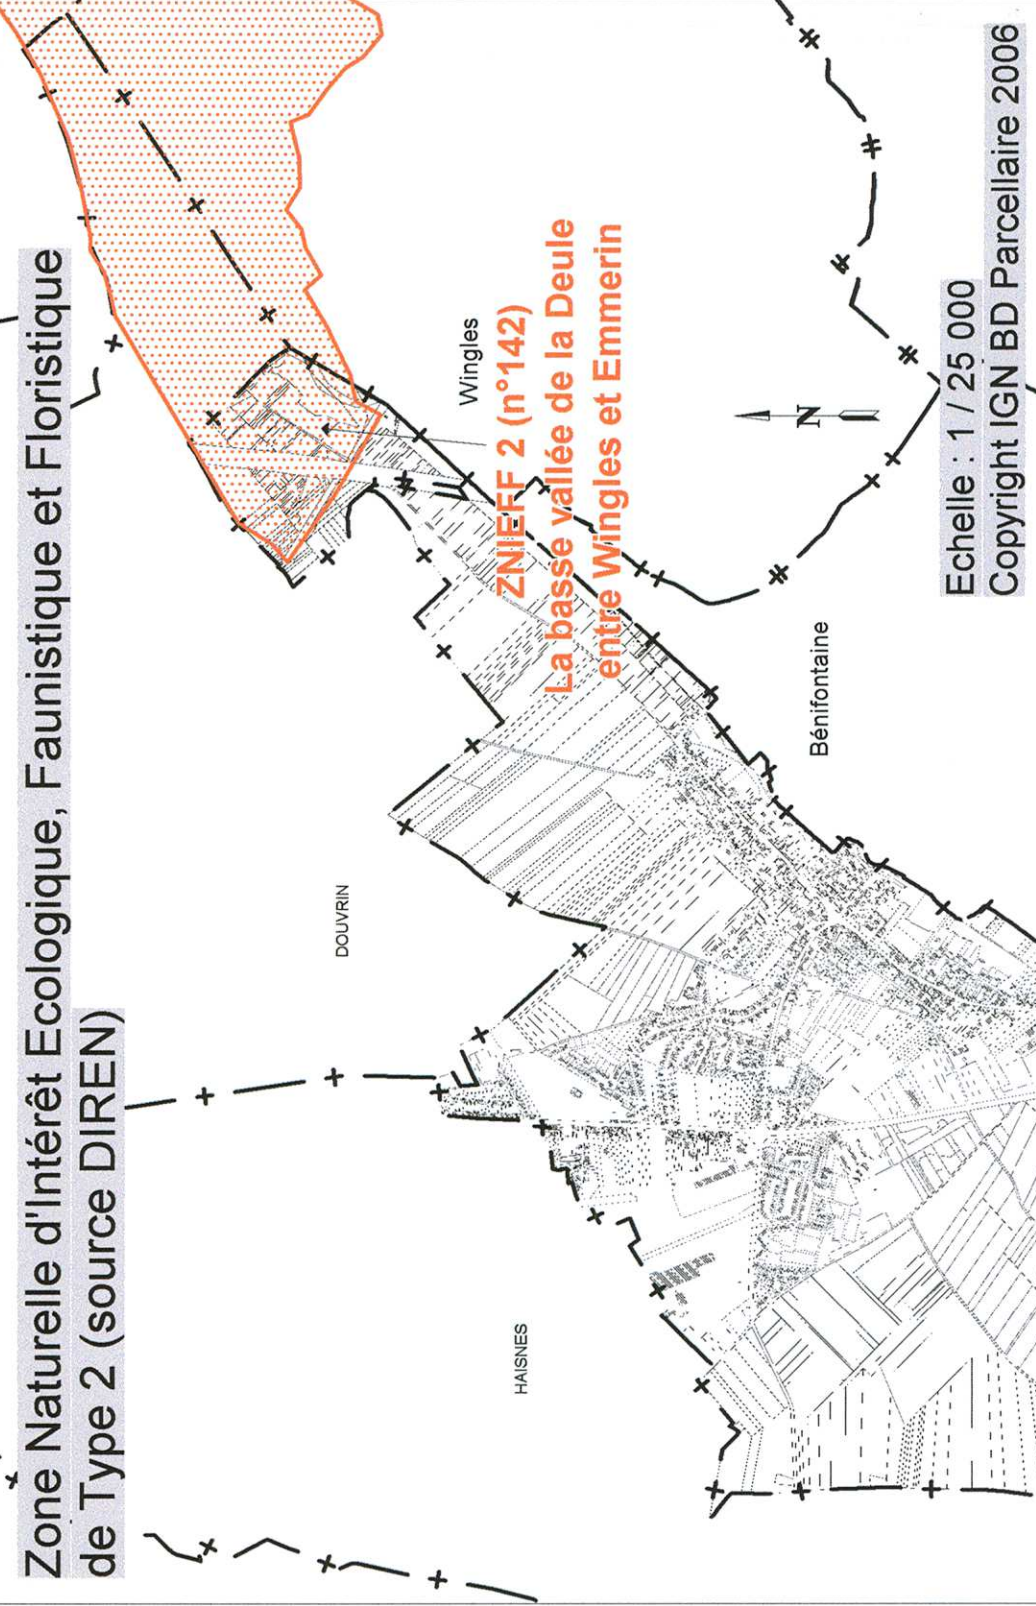 Zone Naturelle d'Intérêt Ecologique, Faunistique et Floristique
de Type 2 (source DIREN)
DOUVRIN
HAISNES
Wingles
ZNIEFF 2 (n°142)
La basse vallée de la Deule
entre Wingles et Emmerin
Bénifontaine
N
Echelle : 1 / 25 000
Copyright IGN BD Parcellaire 2006